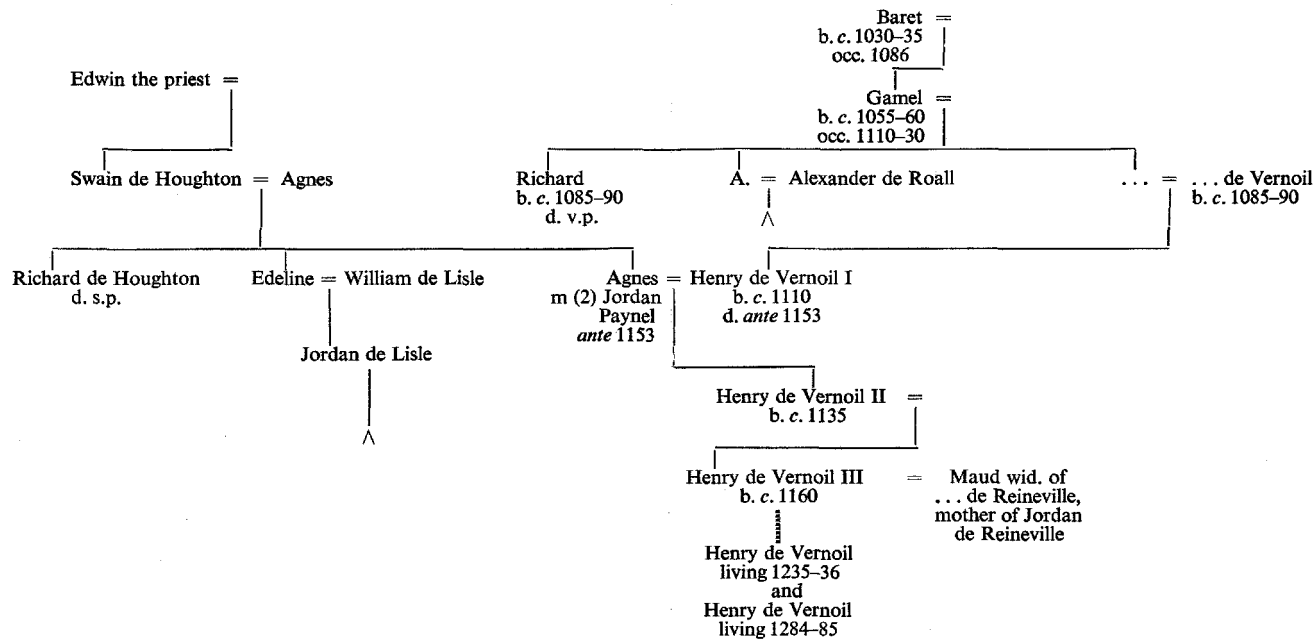 Baret =
b. c. 1030–35
occ. 1086
Edwin the priest =
Gamel =
b. c. 1055–60
occ. 1110–30
Swain de Houghton = Agnes
Richard
b. c. 1085–90
d. v.p.
A. = Alexander de Roall
... = ... de Vernoil
b. c. 1085–90
Richard de Houghton
d. s.p.
Edeline = William de Lisle
Agnes = Henry de Vernoil I
m (2) Jordan
Paynel
ante 1153
b. c. 1110
d. ante 1153
Jordan de Lisle
Henry de Vernoil II =
b. c. 1135
Henry de Vernoil III =
b. c. 1160
Maud wid. of
... de Reineville,
mother of Jordan
de Reineville
Henry de Vernoil
living 1235–36
and
Henry de Vernoil
living 1284–85